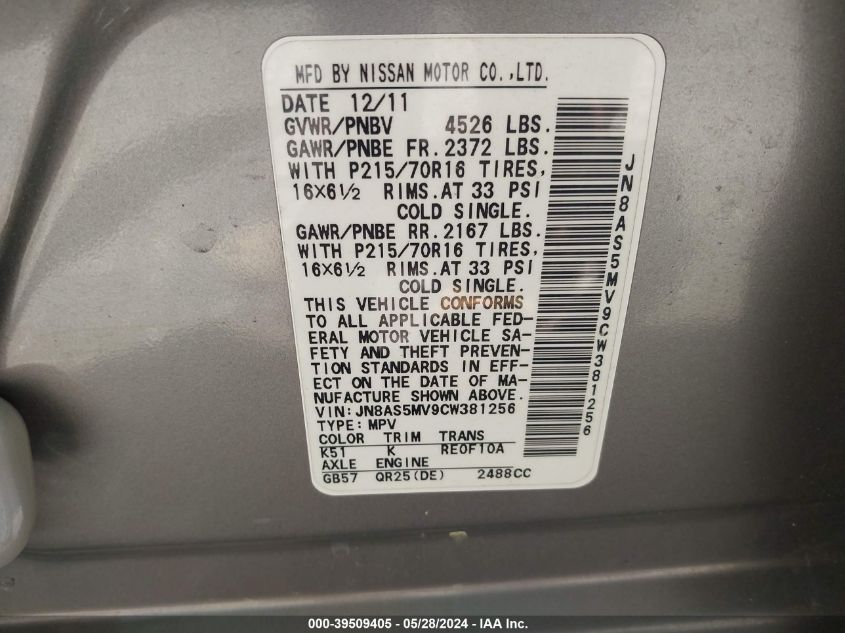 MFD BY NISSAN MOTOR CO.,LTD.
DATE 12/11
GVWR/PNBV 4526 LBS.
GAWR/PNBE FR.2372 LBS.
WITH P215/70R16 TIRES,
16X6½ RIMS.AT 33 PSI
COLD SINGLE.
GAWR/PNBE RR.2167 LBS.
WITH P215/70R16 TIRES,
16X6½ RIMS.AT 33 PSI
COLD SINGLE.
THIS VEHICLE CONFORMS
TO ALL APPLICABLE FED-
ERAL MOTOR VEHICLE SA-
FETY AND THEFT PREVEN-
TION STANDARDS IN EFF-
ECT ON THE DATE OF MA-
NUFACTURE SHOWN ABOVE.
VIN:JN8AS5MV9CW381256
TYPE:MPV
COLOR TRIM TRANS
K51 K RE0F10A
AXLE ENGINE
GB57 QR25(DE) 2488CC
JN8AS5MV9CW381256
000-39509405 - 05/28/2024 - IAA Inc.